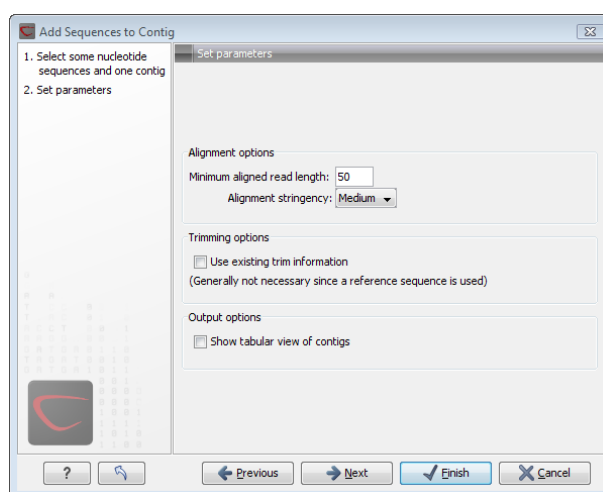 Add Sequences to Contig
1. Select some nucleotide
sequences and one contig
2. Set parameters
Set parameters
Alignment options
Minimum aligned read length: 50
Alignment stringency: Medium
Trimming options
Use existing trim information
(Generally not necessary since a reference sequence is used)
Output options
Show tabular view of contigs
?
Previous
Next
Finish
Cancel